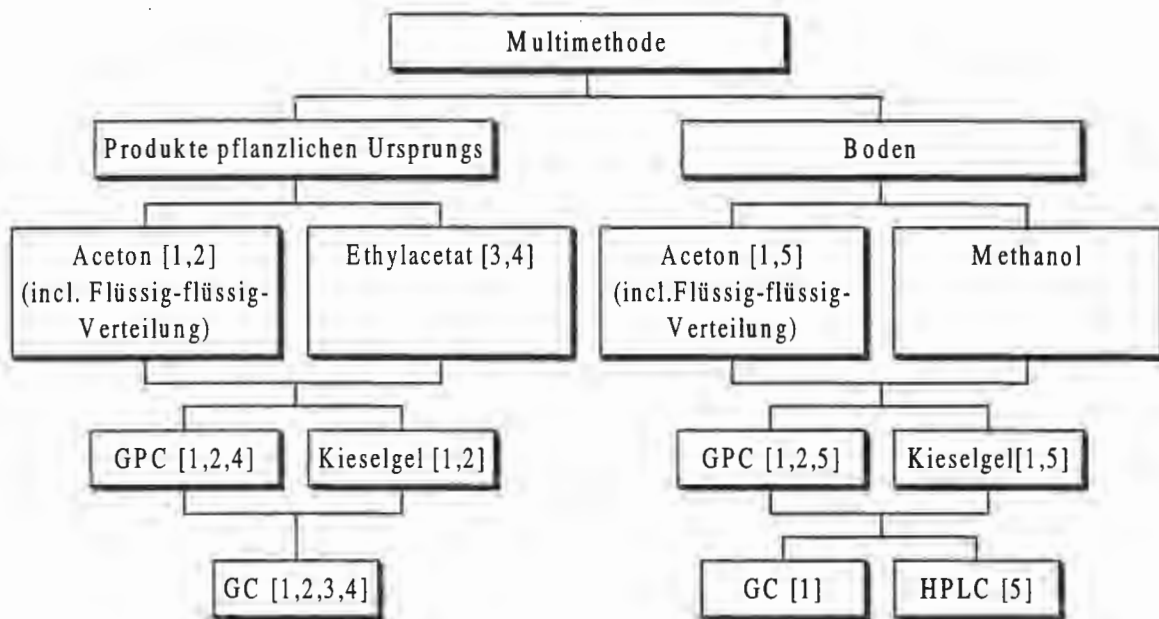 Multimethode
Produkte pflanzlichen Ursprungs
Boden
Aceton [1,2]
(incl. Flüssig-flüssig-
Verteilung)
Ethylacetat [3,4]
Aceton [1,5]
(incl.Flüssig-flüssig-
Verteilung)
Methanol
GPC [1,2,4]
Kieselgel [1,2]
GPC [1,2,5]
Kieselgel[1,5]
GC [1,2,3,4]
GC [1]
HPLC [5]